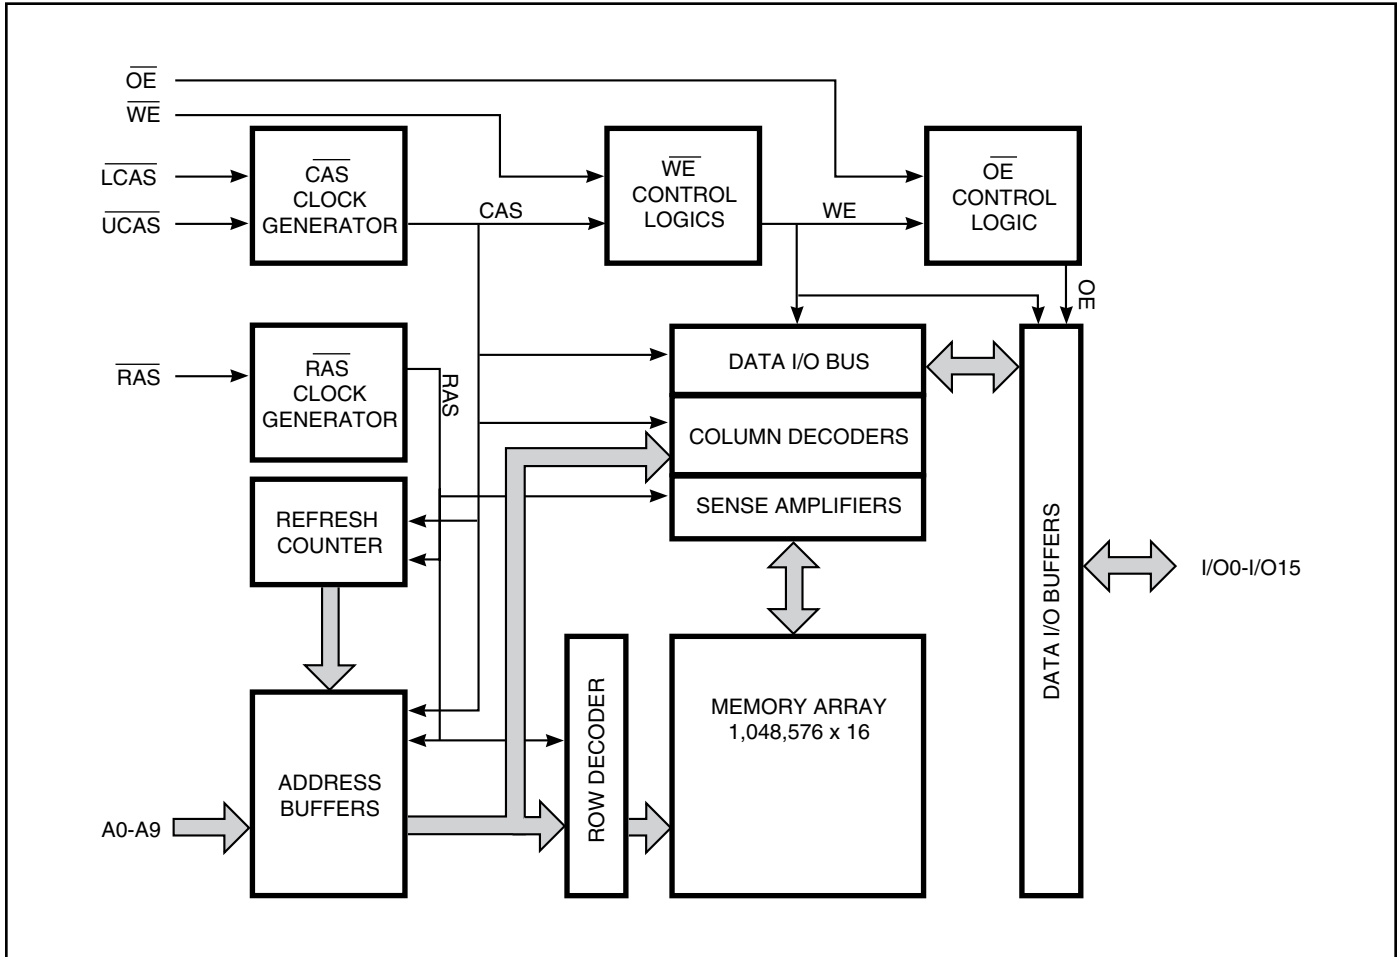 OE
WE
LCAS
UCAS
CAS
CLOCK
GENERATOR
CAS
WE
CONTROL
LOGICS
WE
OE
CONTROL
LOGIC
OE
RAS
RAS
CLOCK
GENERATOR
RAS
DATA I/O BUS
COLUMN DECODERS
SENSE AMPLIFIERS
REFRESH
COUNTER
DATA I/O BUFFERS
I/O0-I/O15
MEMORY ARRAY
1,048,576 x 16
ROW DECODER
ADDRESS
BUFFERS
A0-A9